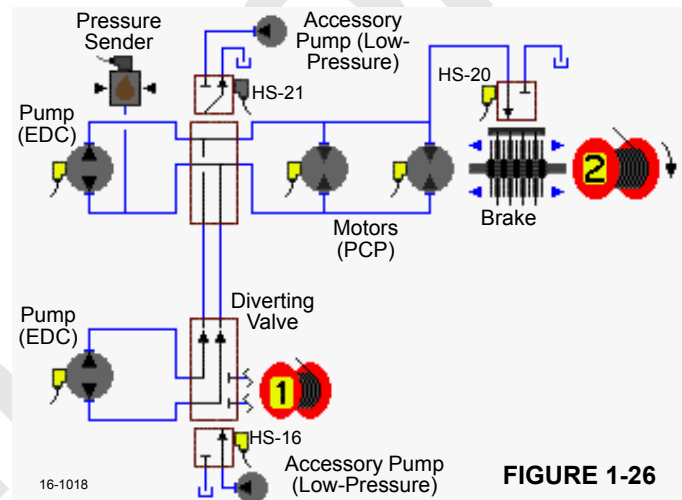 Pressure
Sender
Accessory
Pump (Low-
Pressure)
HS-21
HS-20
Pump
(EDC)
2
Brake
Motors
(PCP)
Diverting
Valve
Pump
(EDC)
1
HS-16
Accessory Pump
(Low-Pressure)
16-1018
FIGURE 1-26